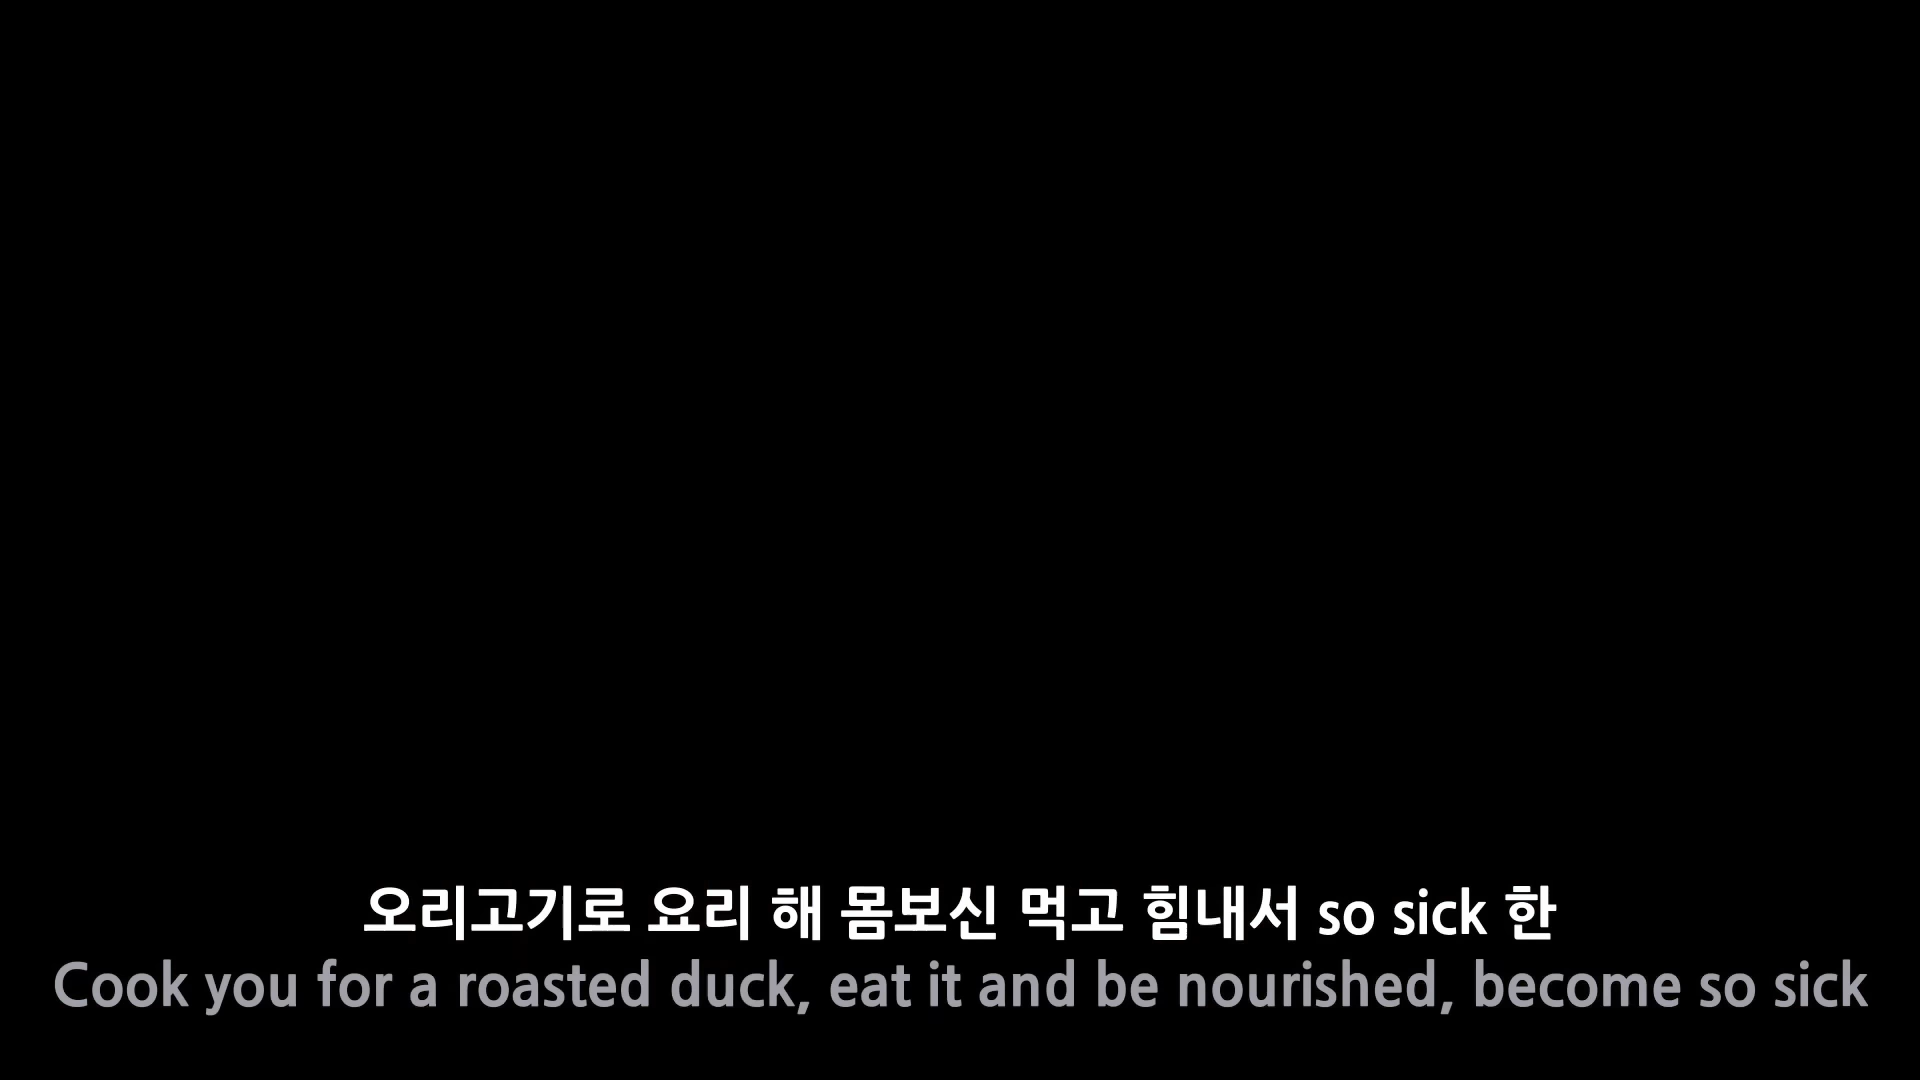 오리고기로 요리 해 몸보신 먹고 힘내서 so sick 한
Cook you for a roasted duck, eat it and be nourished, become so sick